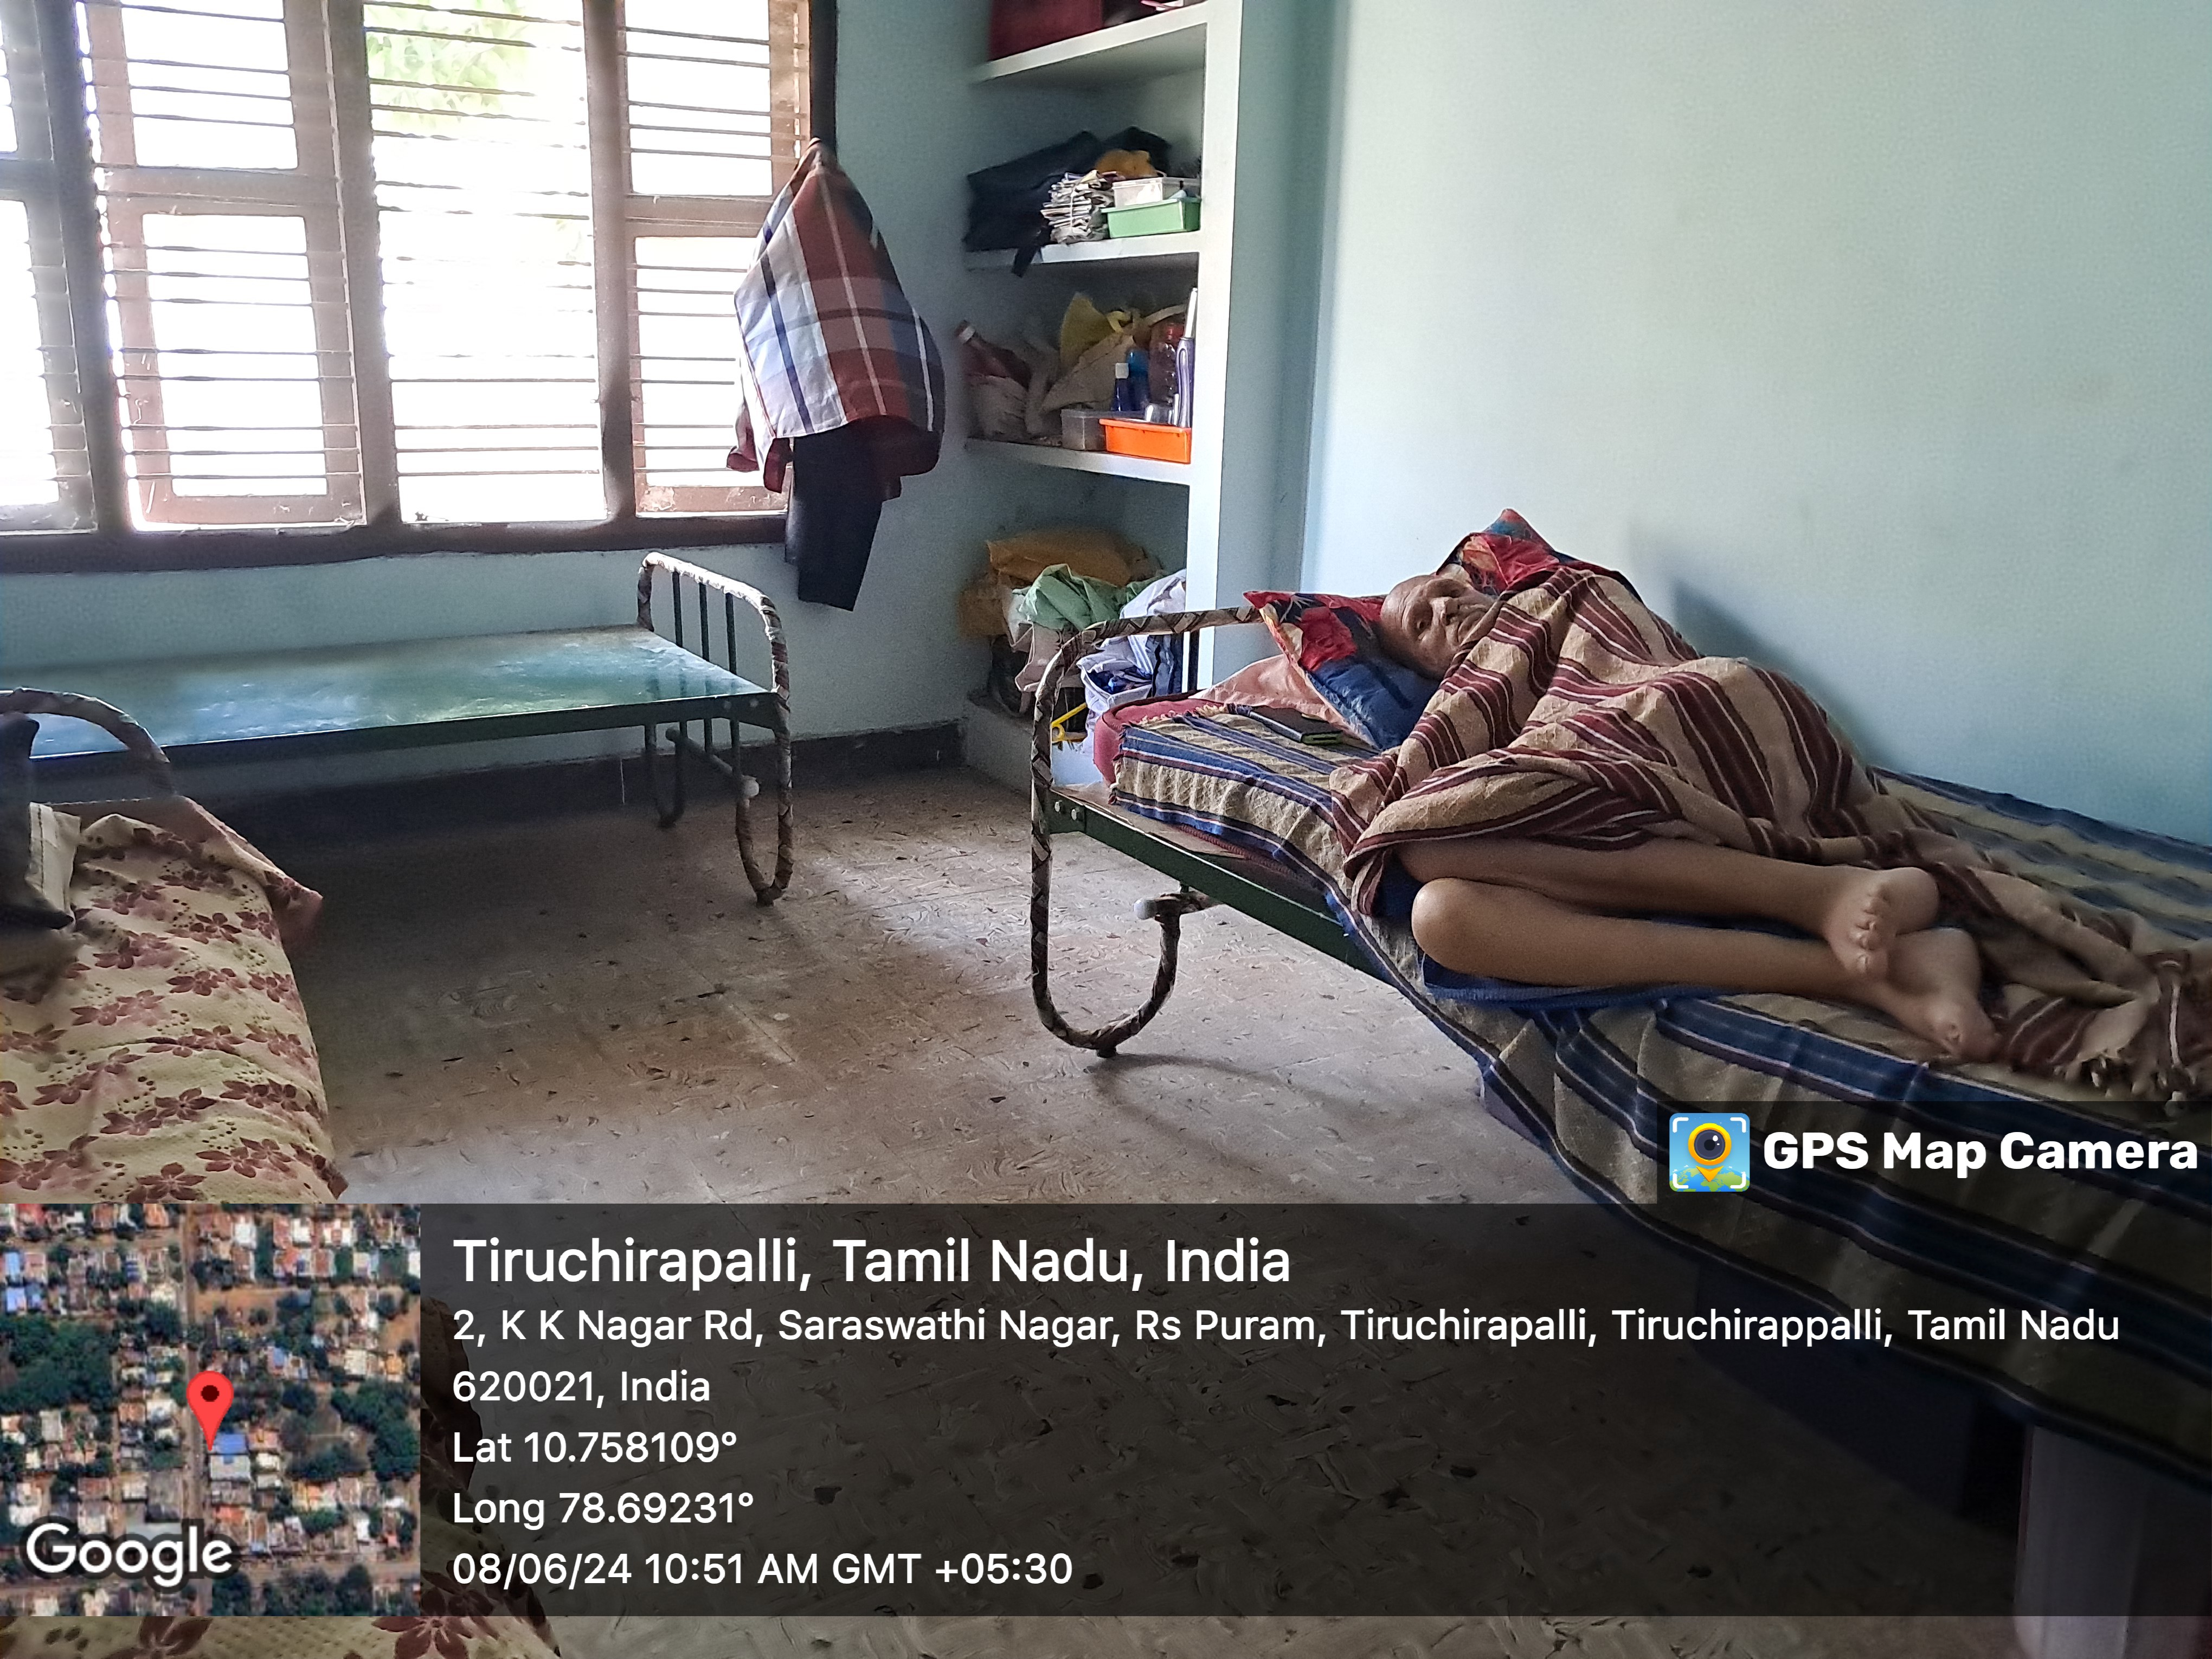 GPS Map Camera
Tiruchirapalli, Tamil Nadu, India
2, K K Nagar Rd, Saraswathi Nagar, Rs Puram, Tiruchirapalli, Tiruchirappalli, Tamil Nadu
620021, India
Lat 10.758109°
Long 78.69231°
08/06/24 10:51 AM GMT +05:30
Google